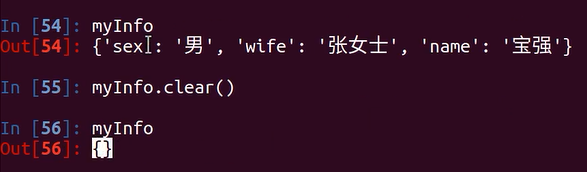 In [54]: myInfo
Out[54]: {'sex': '男', 'wife': '张女士', 'name': '宝强'}
In [55]: myInfo.clear()
In [56]: myInfo
Out[56]: {}